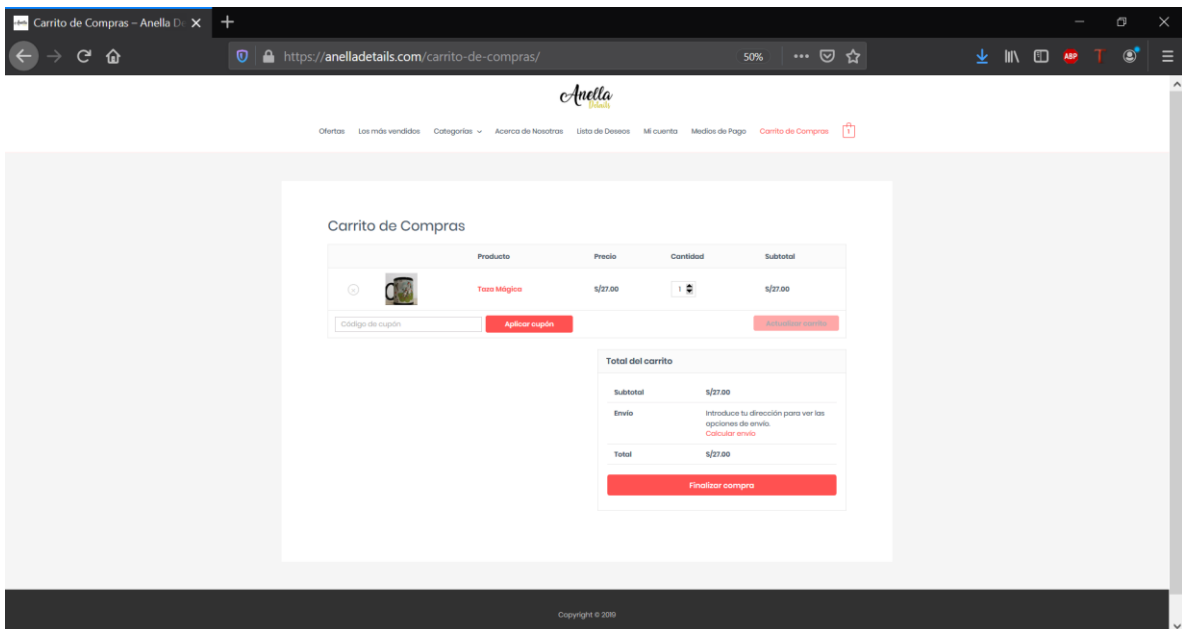 Carrito de Compras – Anella De
https://anelladetails.com/carrito-de-compras/
50%
ABP
Anella
Details
Ofertas Los más vendidos Categorías Acerca de Nosotras Lista de Deseos Mi cuenta Medios de Pago Carrito de Compras 1
Carrito de Compras
Producto Precio Cantidad Subtotal
Taza Mágica S/27.00 1 S/27.00
Código de cupón Aplicar cupón Actualizar carrito
Total del carrito
Subtotal S/27.00
Envío Introduce tu dirección para ver las
opciones de envío.
Calcular envío
Total S/27.00
Finalizar compra
Copyright © 2019